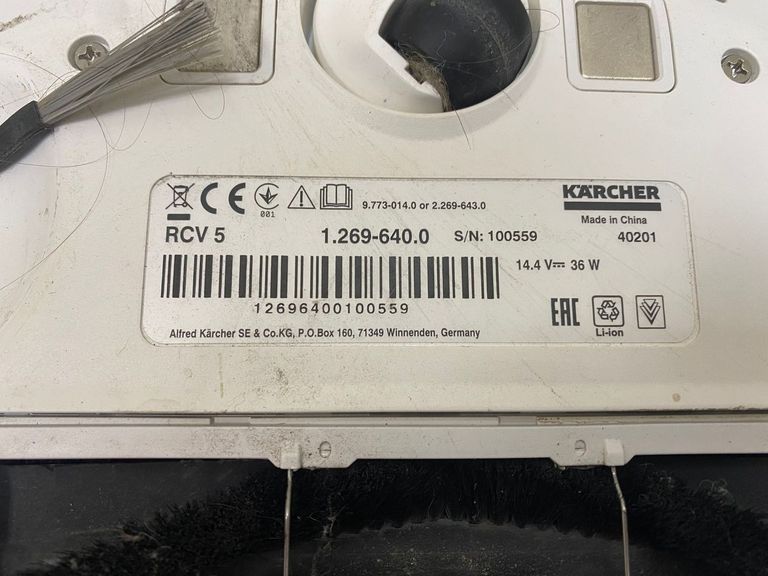 001
9.773-014.0 or 2.269-643.0
KÄRCHER
Made in China
RCV 5
1.269-640.0
S/N: 100559
40201
14.4 V⎓ 36 W
12696400100559
EAC
Li-ion
Alfred Kärcher SE & Co.KG, P.O.Box 160, 71349 Winnenden, Germany